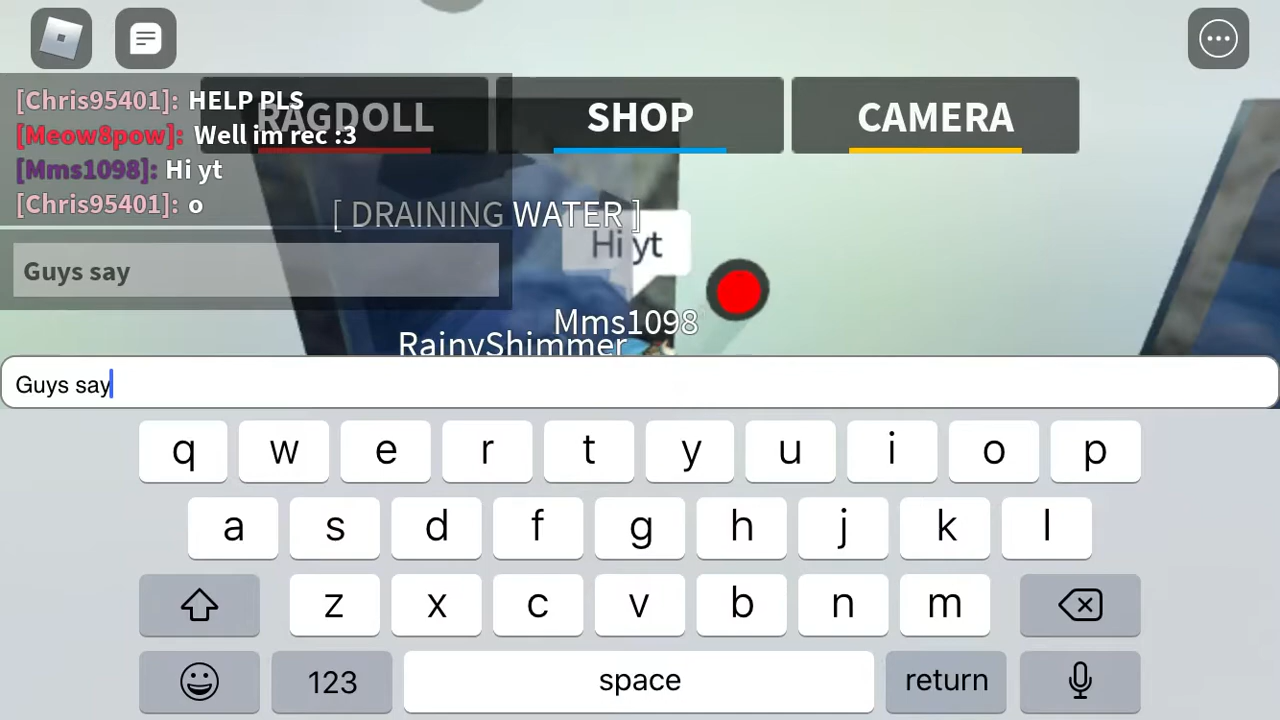 [Chris95401]: HELP PLS
[Meow8pow]: Well im rec :3
[Mms1098]: Hi yt
[Chris95401]: o
RAGDOLL
SHOP
CAMERA
[ DRAINING WATER ]
Hi yt
Guys say
Mms1098
RainyShimmer
Guys say
q w e r t y u i o p
a s d f g h j k l
z x c v b n m
123 space return